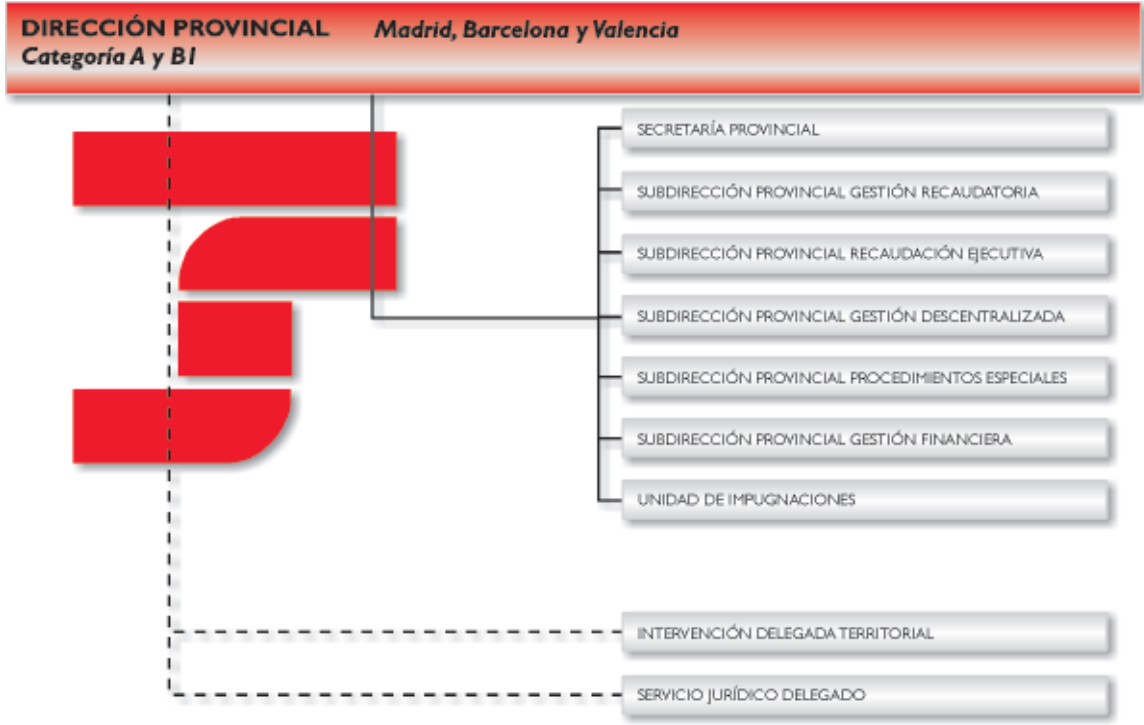 DIRECCIÓN PROVINCIAL Madrid, Barcelona y Valencia
Categoría A y B1
SECRETARÍA PROVINCIAL
SUBDIRECCIÓN PROVINCIAL GESTIÓN RECAUDATORIA
SUBDIRECCIÓN PROVINCIAL RECAUDACIÓN EJECUTIVA
SUBDIRECCIÓN PROVINCIAL GESTIÓN DESCENTRALIZADA
SUBDIRECCIÓN PROVINCIAL PROCEDIMIENTOS ESPECIALES
SUBDIRECCIÓN PROVINCIAL GESTIÓN FINANCIERA
UNIDAD DE IMPUGNACIONES
INTERVENCIÓN DELEGADA TERRITORIAL
SERVICIO JURÍDICO DELEGADO